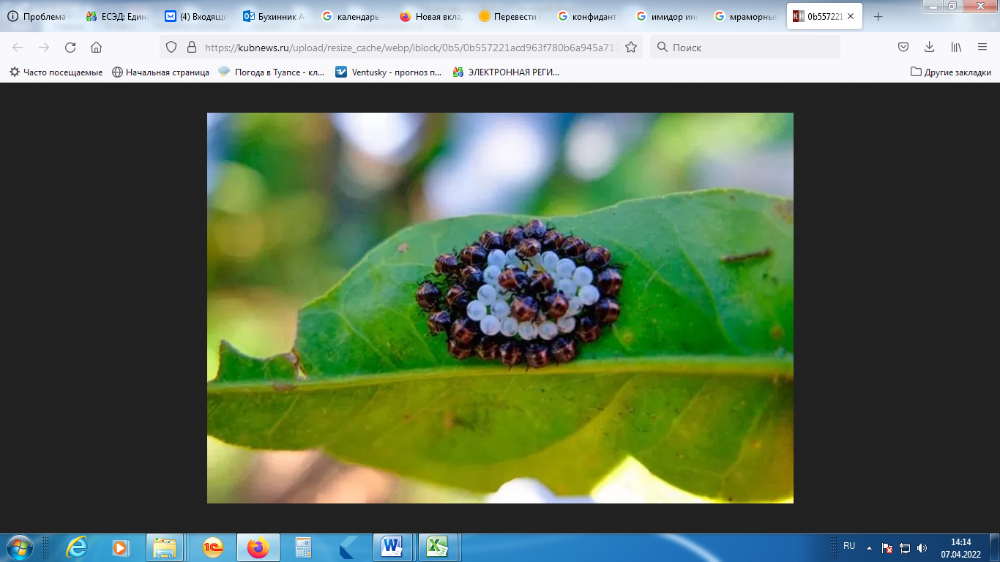 Проблема
ЕСЭД: Един
(4) Входящи
Бухинник А
календарь -
Новая вкла
Перевести
конфидант
имидор инс
мраморны
0b557221
https://kubnews.ru/upload/resize_cache/webp/iblock/0b5/0b557221acd963f780b6a945a717
Поиск
Часто посещаемые
Начальная страница
Погода в Туапсе - кл...
Ventusky - прогноз п...
ЭЛЕКТРОННАЯ РЕГИ...
Другие закладки
RU
14:14
07.04.2022